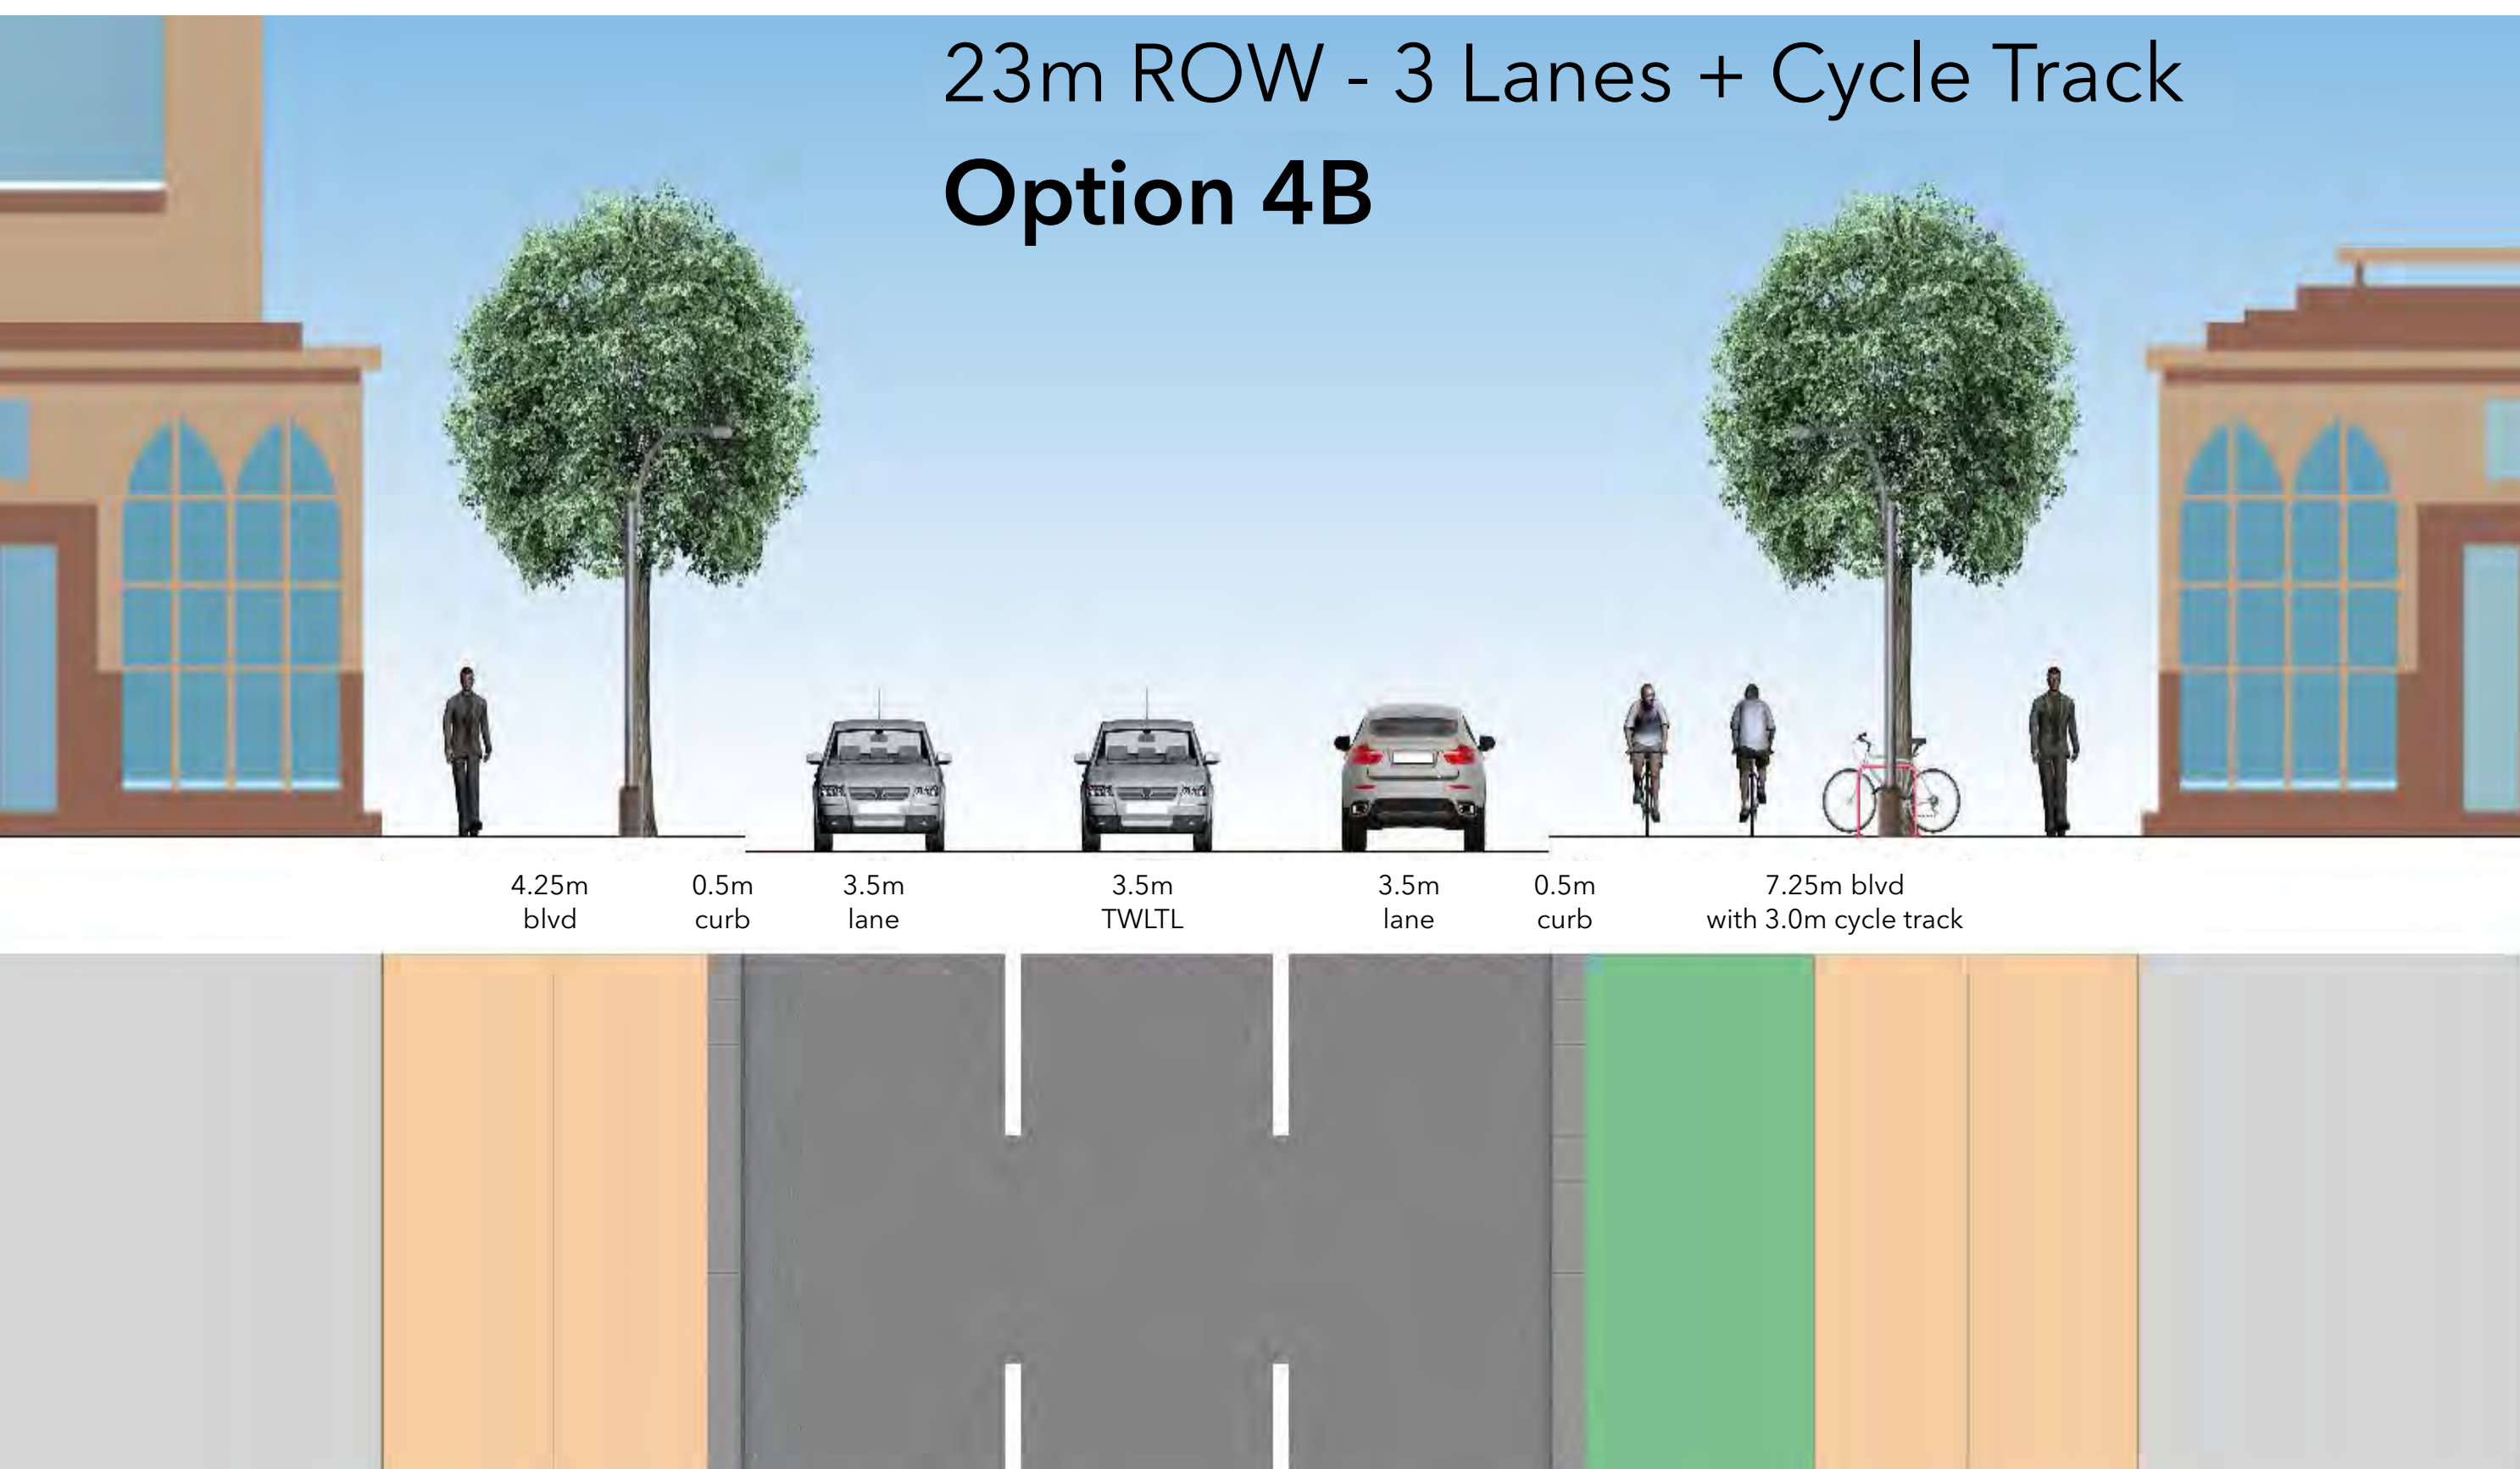 23m ROW - 3 Lanes + Cycle Track
Option 4B
4.25m
blvd
0.5m
curb
3.5m
lane
3.5m
TWLTL
3.5m
lane
0.5m
curb
7.25m blvd
with 3.0m cycle track